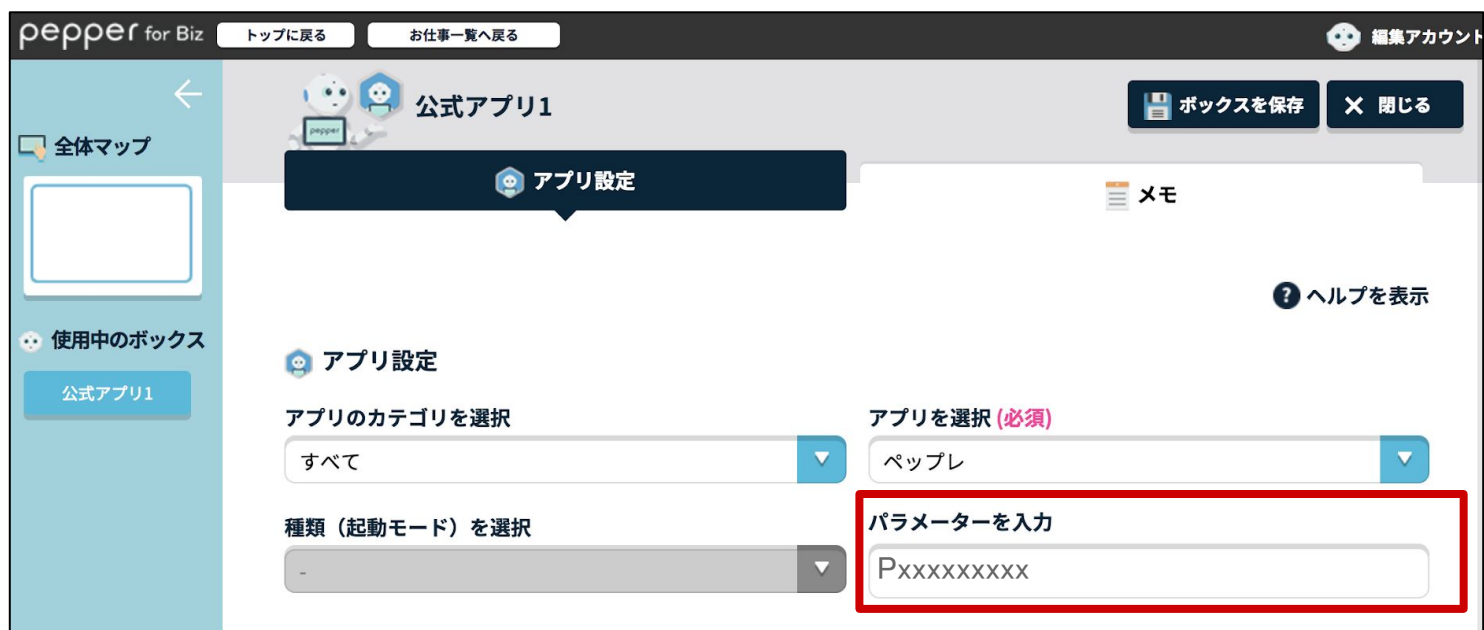 pepper for Biz トップに戻る お仕事一覧へ戻る 編集アカウント
公式アプリ1 ボックスを保存 × 閉じる
pepper
全体マップ
アプリ設定 メモ
? ヘルプを表示
使用中のボックス
公式アプリ1
アプリ設定
アプリのカテゴリを選択 アプリを選択 (必須)
すべて ペップレ
種類（起動モード）を選択 パラメーターを入力
- Pxxxxxxxxx